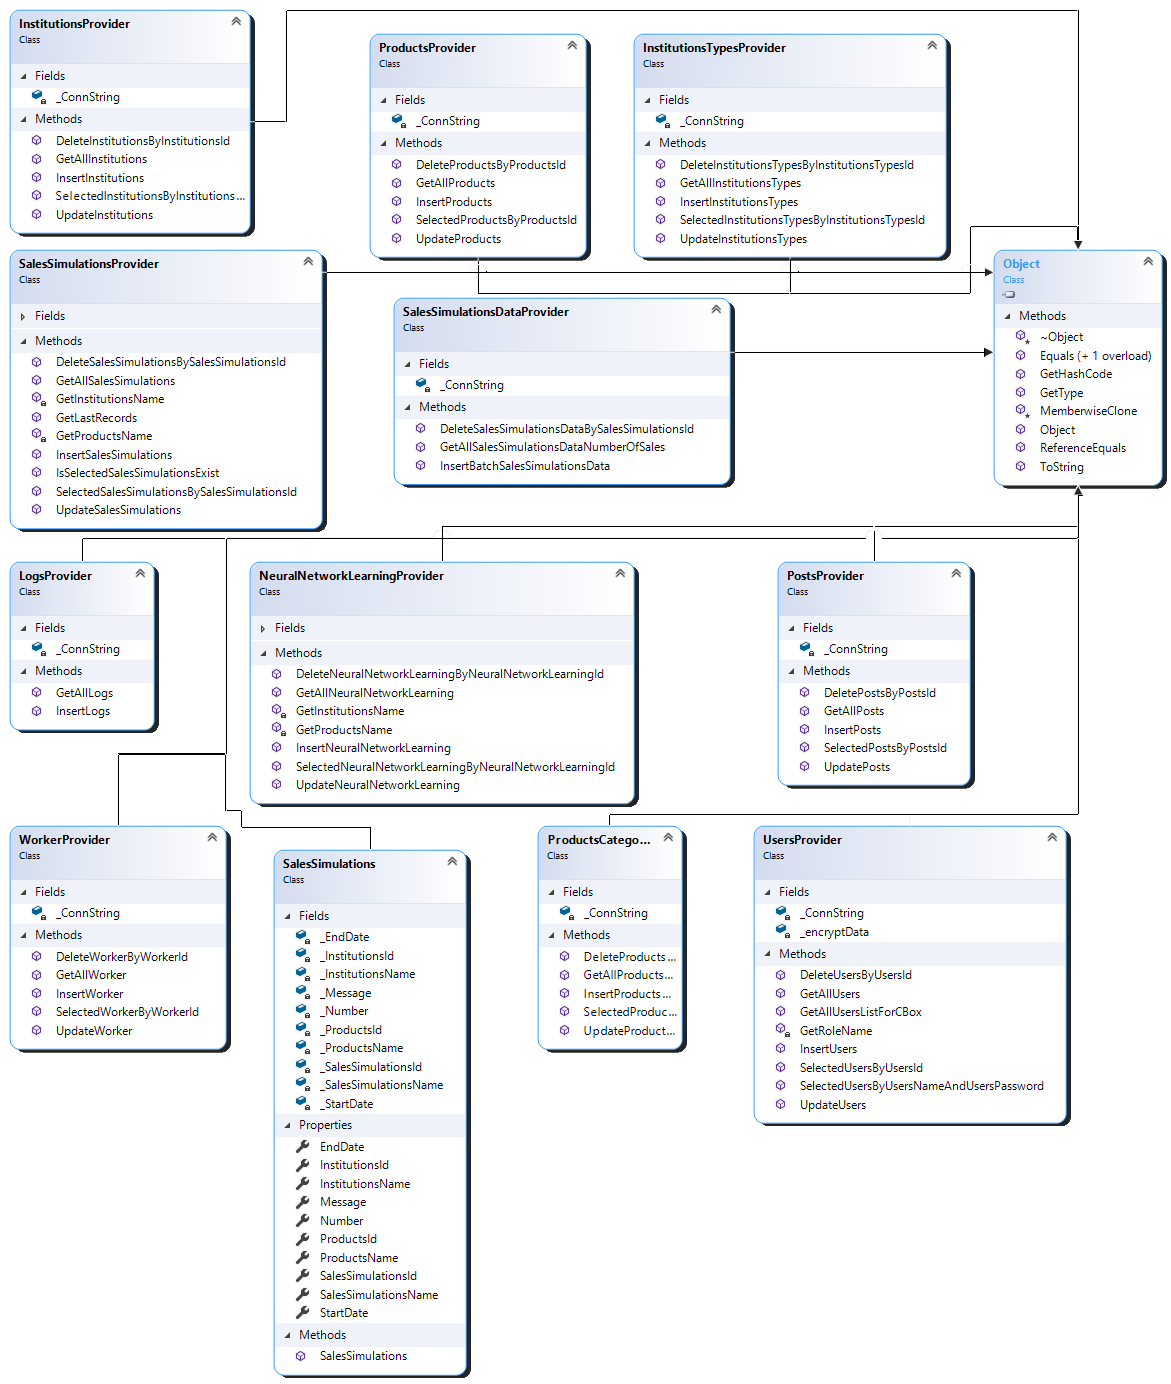 InstitutionsProvider
Class
Fields
_ConnString
Methods
DeleteInstitutionsByInstitutionsId
GetAllInstitutions
InsertInstitutions
SelectedInstitutionsByInstitutions...
UpdateInstitutions
ProductsProvider
Class
Fields
_ConnString
Methods
DeleteProductsByProductsId
GetAllProducts
InsertProducts
SelectedProductsByProductsId
UpdateProducts
InstitutionsTypesProvider
Class
Fields
_ConnString
Methods
DeleteInstitutionsTypesByInstitutionsTypesId
GetAllInstitutionsTypes
InsertInstitutionsTypes
SelectedInstitutionsTypesByInstitutionsTypesId
UpdateInstitutionsTypes
SalesSimulationsProvider
Class
Fields
Methods
DeleteSalesSimulationsBySalesSimulationsId
GetAllSalesSimulations
GetInstitutionsName
GetLastRecords
GetProductsName
InsertSalesSimulations
IsSelectedSalesSimulationsExist
SelectedSalesSimulationsBySalesSimulationsId
UpdateSalesSimulations
SalesSimulationsDataProvider
Class
Fields
_ConnString
Methods
DeleteSalesSimulationsDataBySalesSimulationsId
GetAllSalesSimulationsDataNumberOfSales
InsertBatchSalesSimulationsData
Object
Class
Methods
~Object
Equals (+ 1 overload)
GetHashCode
GetType
MemberwiseClone
Object
ReferenceEquals
ToString
LogsProvider
Class
Fields
_ConnString
Methods
GetAllLogs
InsertLogs
NeuralNetworkLearningProvider
Class
Fields
Methods
DeleteNeuralNetworkLearningByNeuralNetworkLearningId
GetAllNeuralNetworkLearning
GetInstitutionsName
GetProductsName
InsertNeuralNetworkLearning
SelectedNeuralNetworkLearningByNeuralNetworkLearningId
UpdateNeuralNetworkLearning
PostsProvider
Class
Fields
_ConnString
Methods
DeletePostsByPostsId
GetAllPosts
InsertPosts
SelectedPostsByPostsId
UpdatePosts
WorkerProvider
Class
Fields
_ConnString
Methods
DeleteWorkerByWorkerId
GetAllWorker
InsertWorker
SelectedWorkerByWorkerId
UpdateWorker
SalesSimulations
Class
Fields
_EndDate
_InstitutionsId
_InstitutionsName
_Message
_Number
_ProductsId
_ProductsName
_SalesSimulationsId
_SalesSimulationsName
_StartDate
Properties
EndDate
InstitutionsId
InstitutionsName
Message
Number
ProductsId
ProductsName
SalesSimulationsId
SalesSimulationsName
StartDate
Methods
SalesSimulations
ProductsCatego...
Class
Fields
_ConnString
Methods
DeleteProducts...
GetAllProducts...
InsertProducts...
SelectedProduc...
UpdateProduct...
UsersProvider
Class
Fields
_ConnString
_encryptData
Methods
DeleteUsersByUsersId
GetAllUsers
GetAllUsersListForCBox
GetRoleName
InsertUsers
SelectedUsersByUsersId
SelectedUsersByUsersNameAndUsersPassword
UpdateUsers